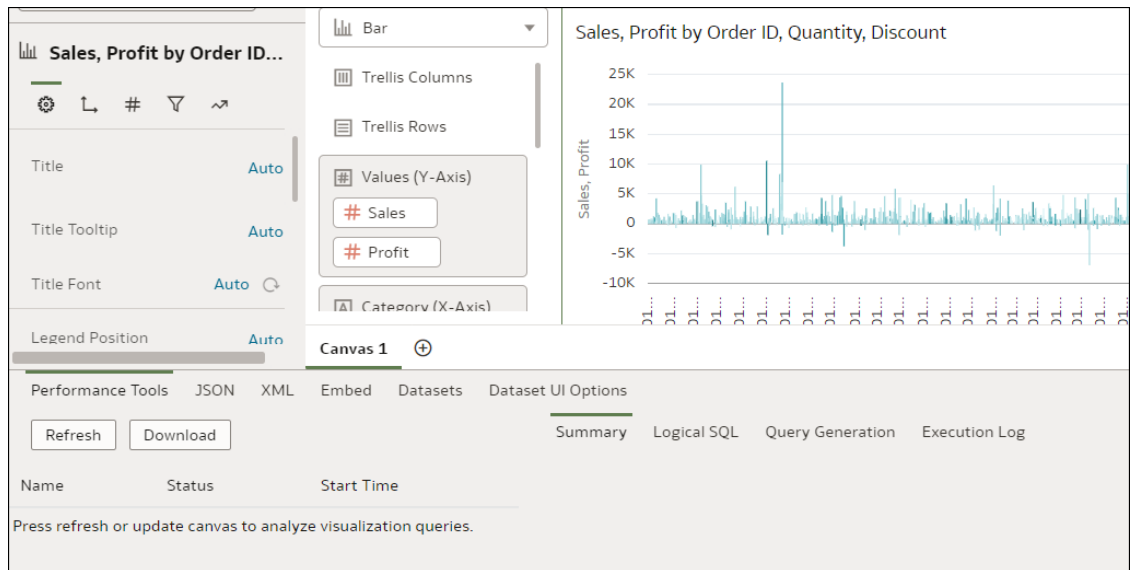 Sales, Profit by Order ID...
Title
Auto
Title Tooltip
Auto
Title Font
Auto
Legend Position
Auto
Bar
Trellis Columns
Trellis Rows
Values (Y-Axis)
# Sales
# Profit
Category (X-Axis)
Sales, Profit by Order ID, Quantity, Discount
Sales, Profit
25K
20K
15K
10K
5K
0
-5K
-10K
Canvas 1
Performance Tools JSON XML Embed Datasets Dataset UI Options
Refresh Download
Summary Logical SQL Query Generation Execution Log
Name Status Start Time
Press refresh or update canvas to analyze visualization queries.